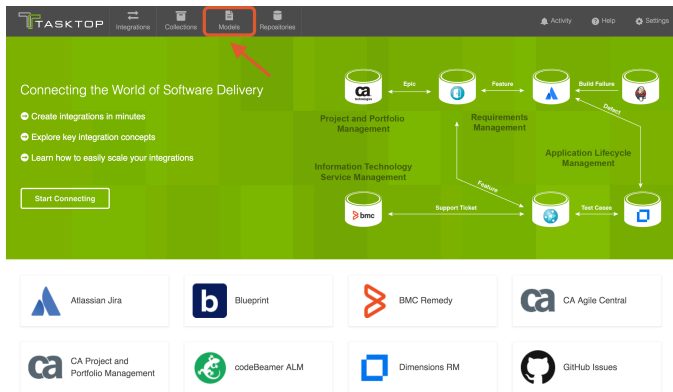 TASKTOP
Integrations
Collections
Models
Repositories
Activity
Help
Settings
Connecting the World of Software Delivery
Create integrations in minutes
Explore key integration concepts
Learn how to easily scale your integrations
Start Connecting
ca
technologies
Epic
Feature
Build Failure
Project and Portfolio
Management
Requirements
Management
Defect
Application Lifecycle
Management
Information Technology
Service Management
Feature
bmc
Support Ticket
Test Cases
Atlassian Jira
b
Blueprint
BMC Remedy
ca
CA Agile Central
ca
CA Project and
Portfolio Management
codeBeamer ALM
Dimensions RM
GitHub Issues